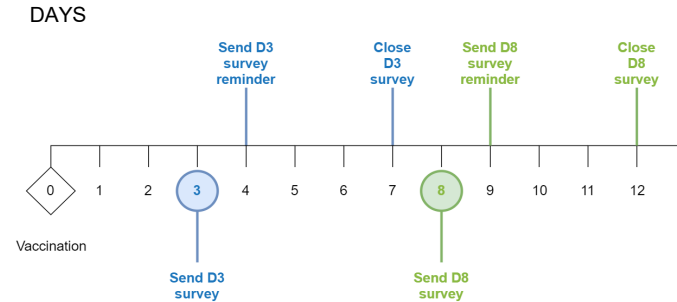 DAYS
Send D3
survey
reminder
Close
D3
survey
Send D8
survey
reminder
Close
D8
survey
0 1 2 3 4 5 6 7 8 9 10 11 12
Vaccination
Send D3
survey
Send D8
survey